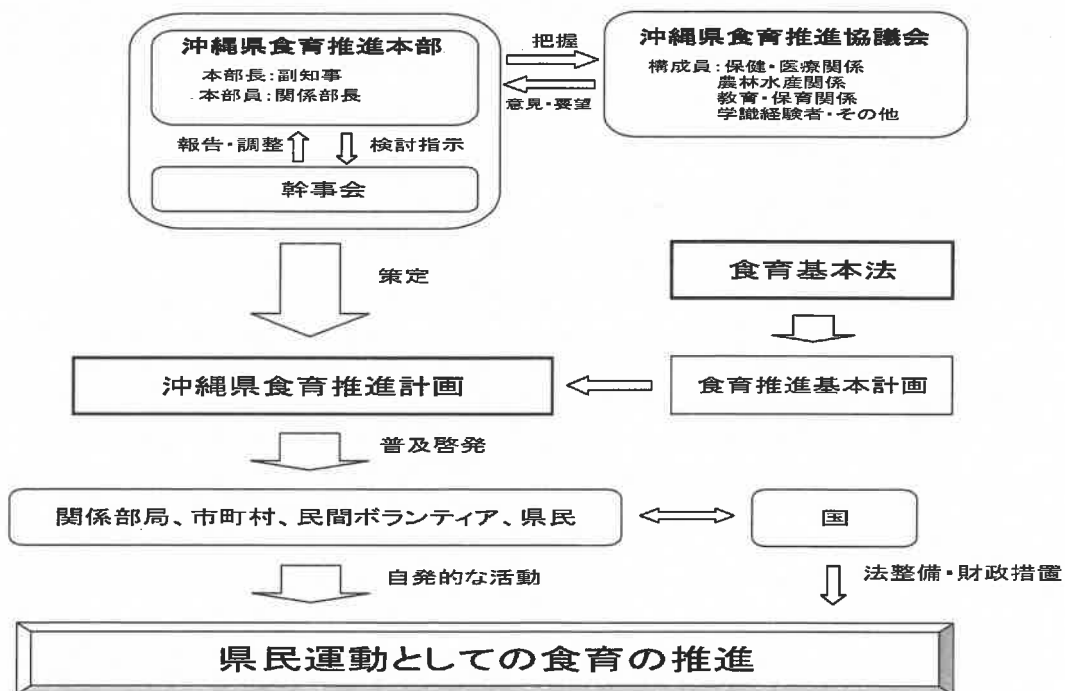 沖縄県食育推進本部
本部長:副知事
本部員:関係部長
把握
意見・要望
沖縄県食育推進協議会
構成員:保健・医療関係
農林水産関係
教育・保育関係
学識経験者・その他
報告・調整
検討指示
幹事会
策定
食育基本法
沖縄県食育推進計画
食育推進基本計画
普及啓発
関係部局、市町村、民間ボランティア、県民
国
自発的な活動
法整備・財政措置
県民運動としての食育の推進